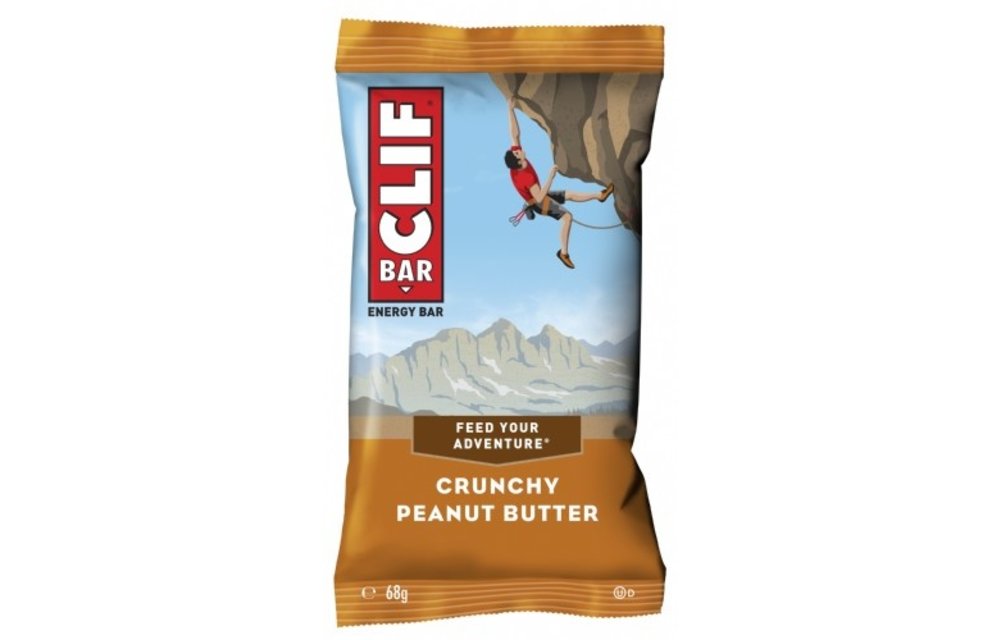 CLIF®
BAR
ENERGY BAR
FEED YOUR
ADVENTURE®
CRUNCHY
PEANUT BUTTER
℮ 68g
Ⓤ D